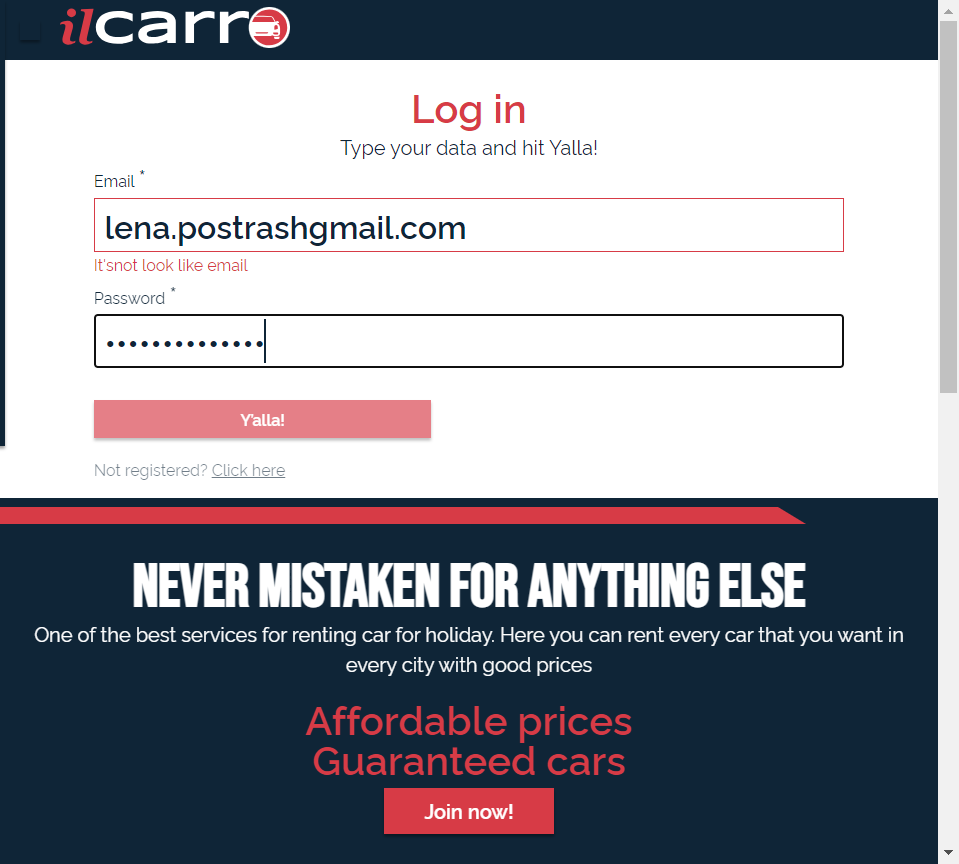 ilcarro
Log in
Type your data and hit Yalla!
Email *
lena.postrashgmail.com
It'snot look like email
Password *
••••••••••••••
Y'alla!
Not registered? Click here
NEVER MISTAKEN FOR ANYTHING ELSE
One of the best services for renting car for holiday. Here you can rent every car that you want in
every city with good prices
Affordable prices
Guaranteed cars
Join now!